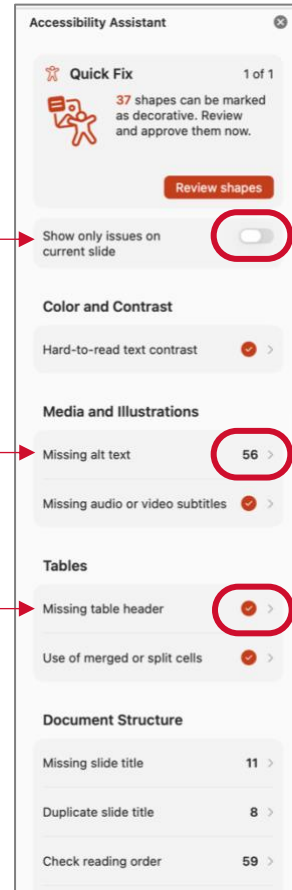 Accessibility Assistant
Quick Fix 1 of 1
37 shapes can be marked
as decorative. Review
and approve them now.
Review shapes
Show only issues on
current slide
Color and Contrast
Hard-to-read text contrast
Media and Illustrations
Missing alt text 56
Missing audio or video subtitles
Tables
Missing table header
Use of merged or split cells
Document Structure
Missing slide title 11
Duplicate slide title 8
Check reading order 59